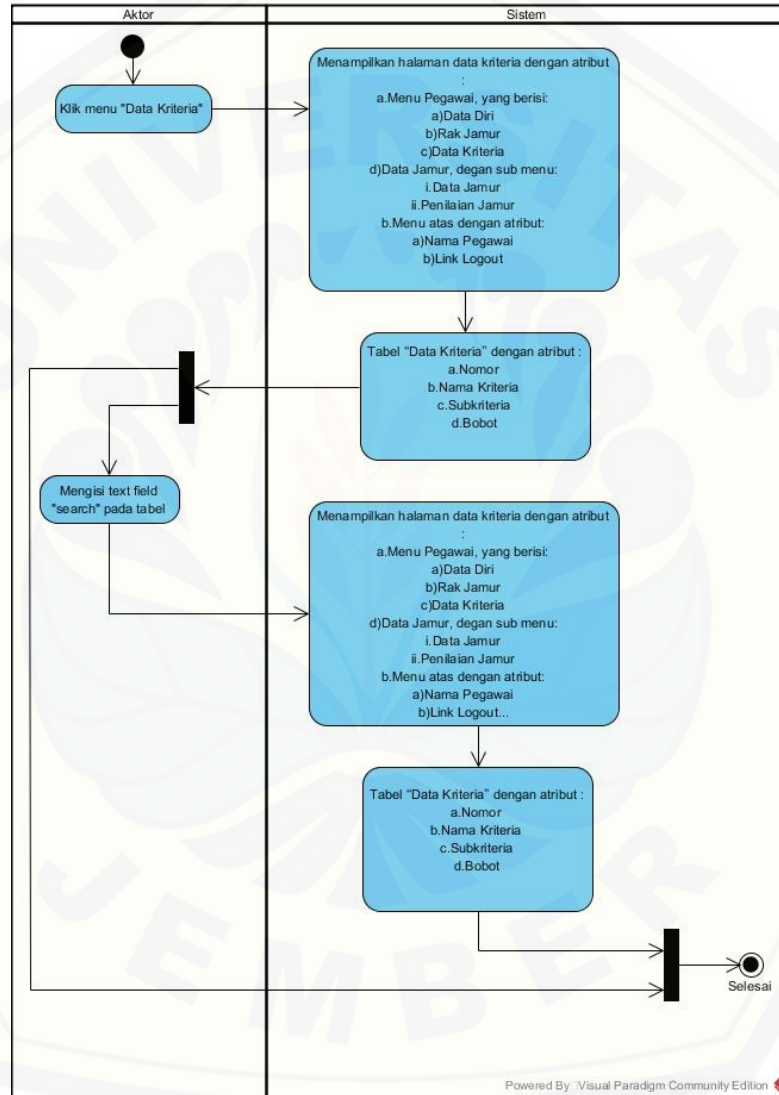 Aktor
Sistem
Klik menu "Data Kriteria"
Menampilkan halaman data kriteria dengan atribut
:
a.Menu Pegawai, yang berisi:
a)Data Diri
b)Rak Jamur
c)Data Kriteria
d)Data Jamur, degan sub menu:
i.Data Jamur
ii.Penilaian Jamur
b.Menu atas dengan atribut:
a)Nama Pegawai
b)Link Logout
Tabel "Data Kriteria" dengan atribut :
a.Nomor
b.Nama Kriteria
c.Subkriteria
d.Bobot
Mengisi text field
"search" pada tabel
Menampilkan halaman data kriteria dengan atribut
:
a.Menu Pegawai, yang berisi:
a)Data Diri
b)Rak Jamur
c)Data Kriteria
d)Data Jamur, degan sub menu:
i.Data Jamur
ii.Penilaian Jamur
b.Menu atas dengan atribut:
a)Nama Pegawai
b)Link Logout...
Tabel "Data Kriteria" dengan atribut :
a.Nomor
b.Nama Kriteria
c.Subkriteria
d.Bobot
Selesai
UNIVERSITAS
JEMBER
Powered By Visual Paradigm Community Edition